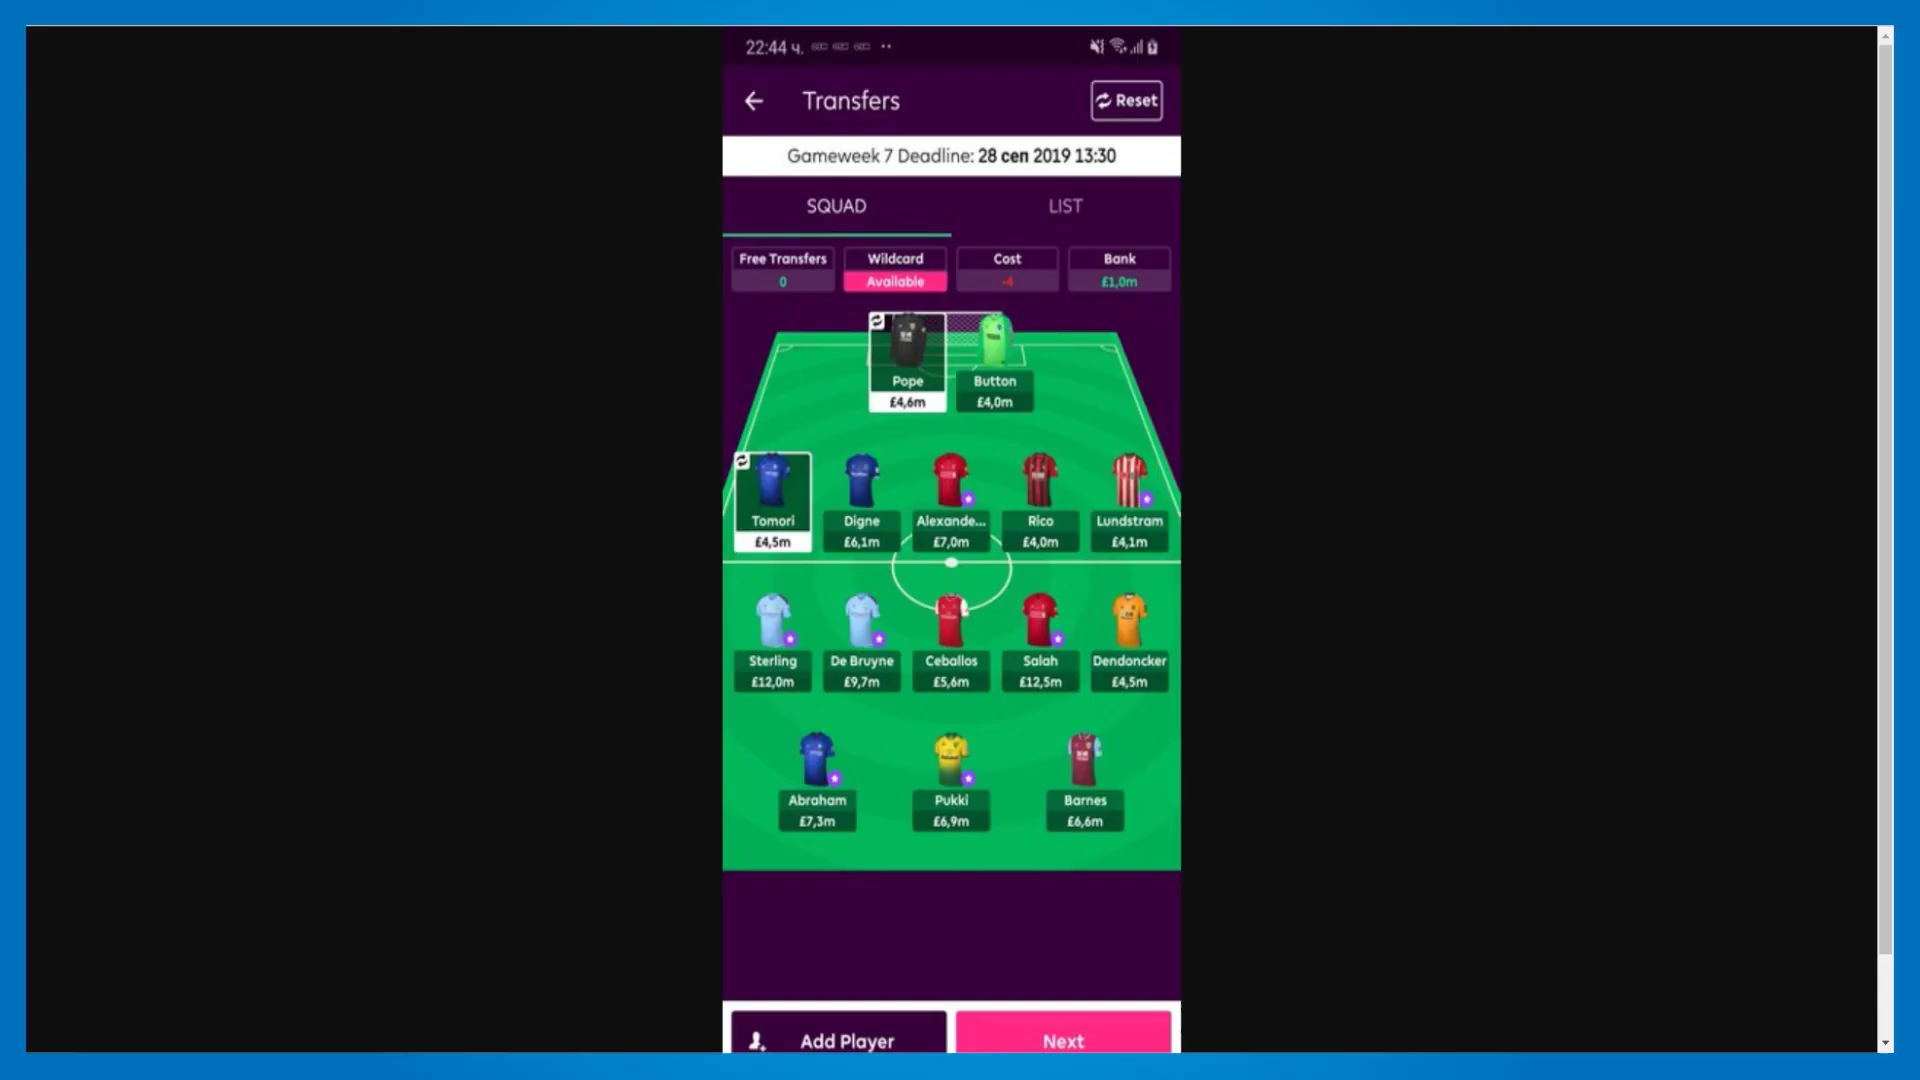 22:44 ч.
Transfers
Reset
Gameweek 7 Deadline: 28 сеп 2019 13:30
SQUAD LIST
Free Transfers Wildcard Cost Bank
0 Available -4 £1,0m
Pope Button
£4,6m £4,0m
Tomori Digne Alexande... Rico Lundstram
£4,5m £6,1m £7,0m £4,0m £4,1m
Sterling De Bruyne Ceballos Salah Dendoncker
£12,0m £9,7m £5,6m £12,5m £4,5m
Abraham Pukki Barnes
£7,3m £6,9m £6,6m
Add Player Next